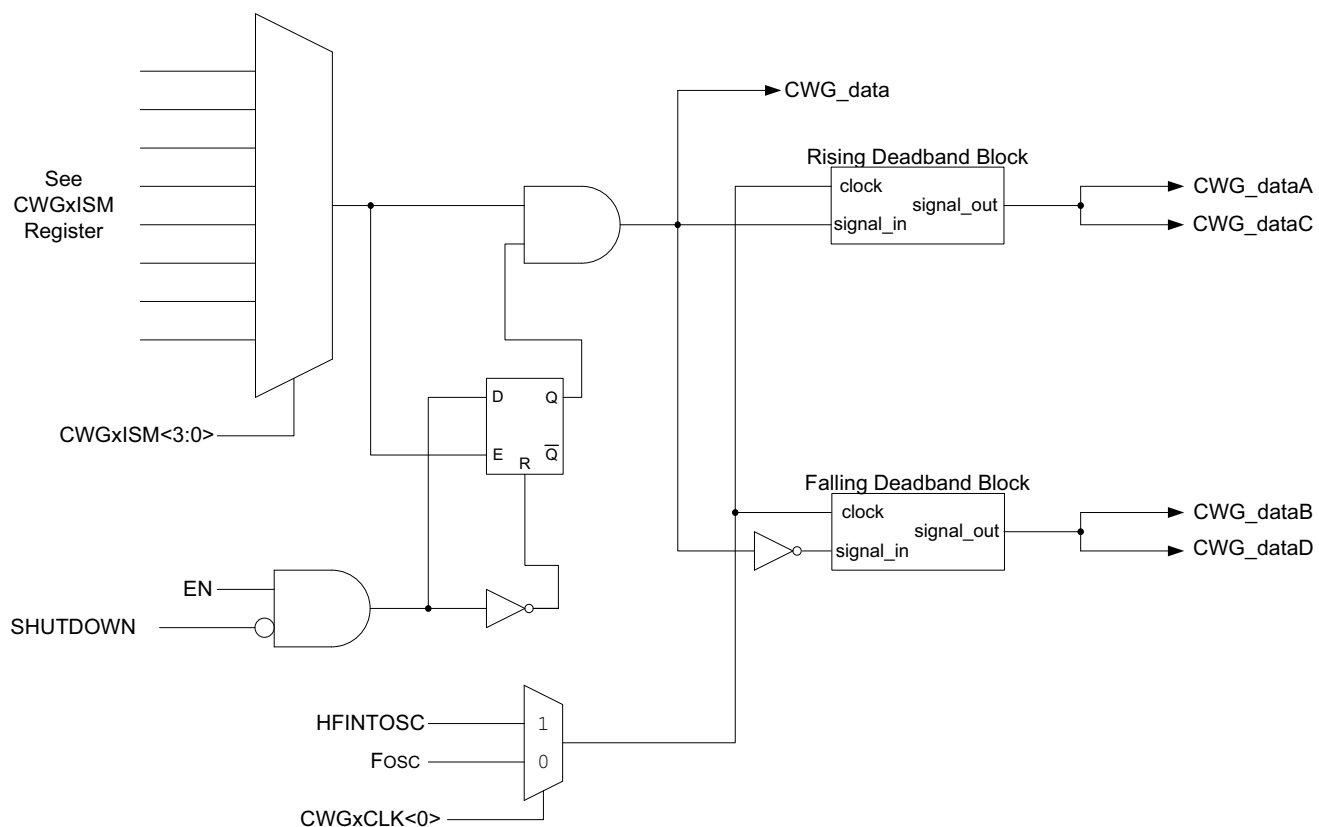 CWG_data
Rising Deadband Block
clock
signal_out
signal_in
CWG_dataA
CWG_dataC
See
CWGxISM
Register
CWGxISM<3:0>
D
Q
E
R
Q̅
Falling Deadband Block
clock
signal_out
signal_in
CWG_dataB
CWG_dataD
EN
SHUTDOWN
HFINTOSC
1
FOSC
0
CWGxCLK<0>